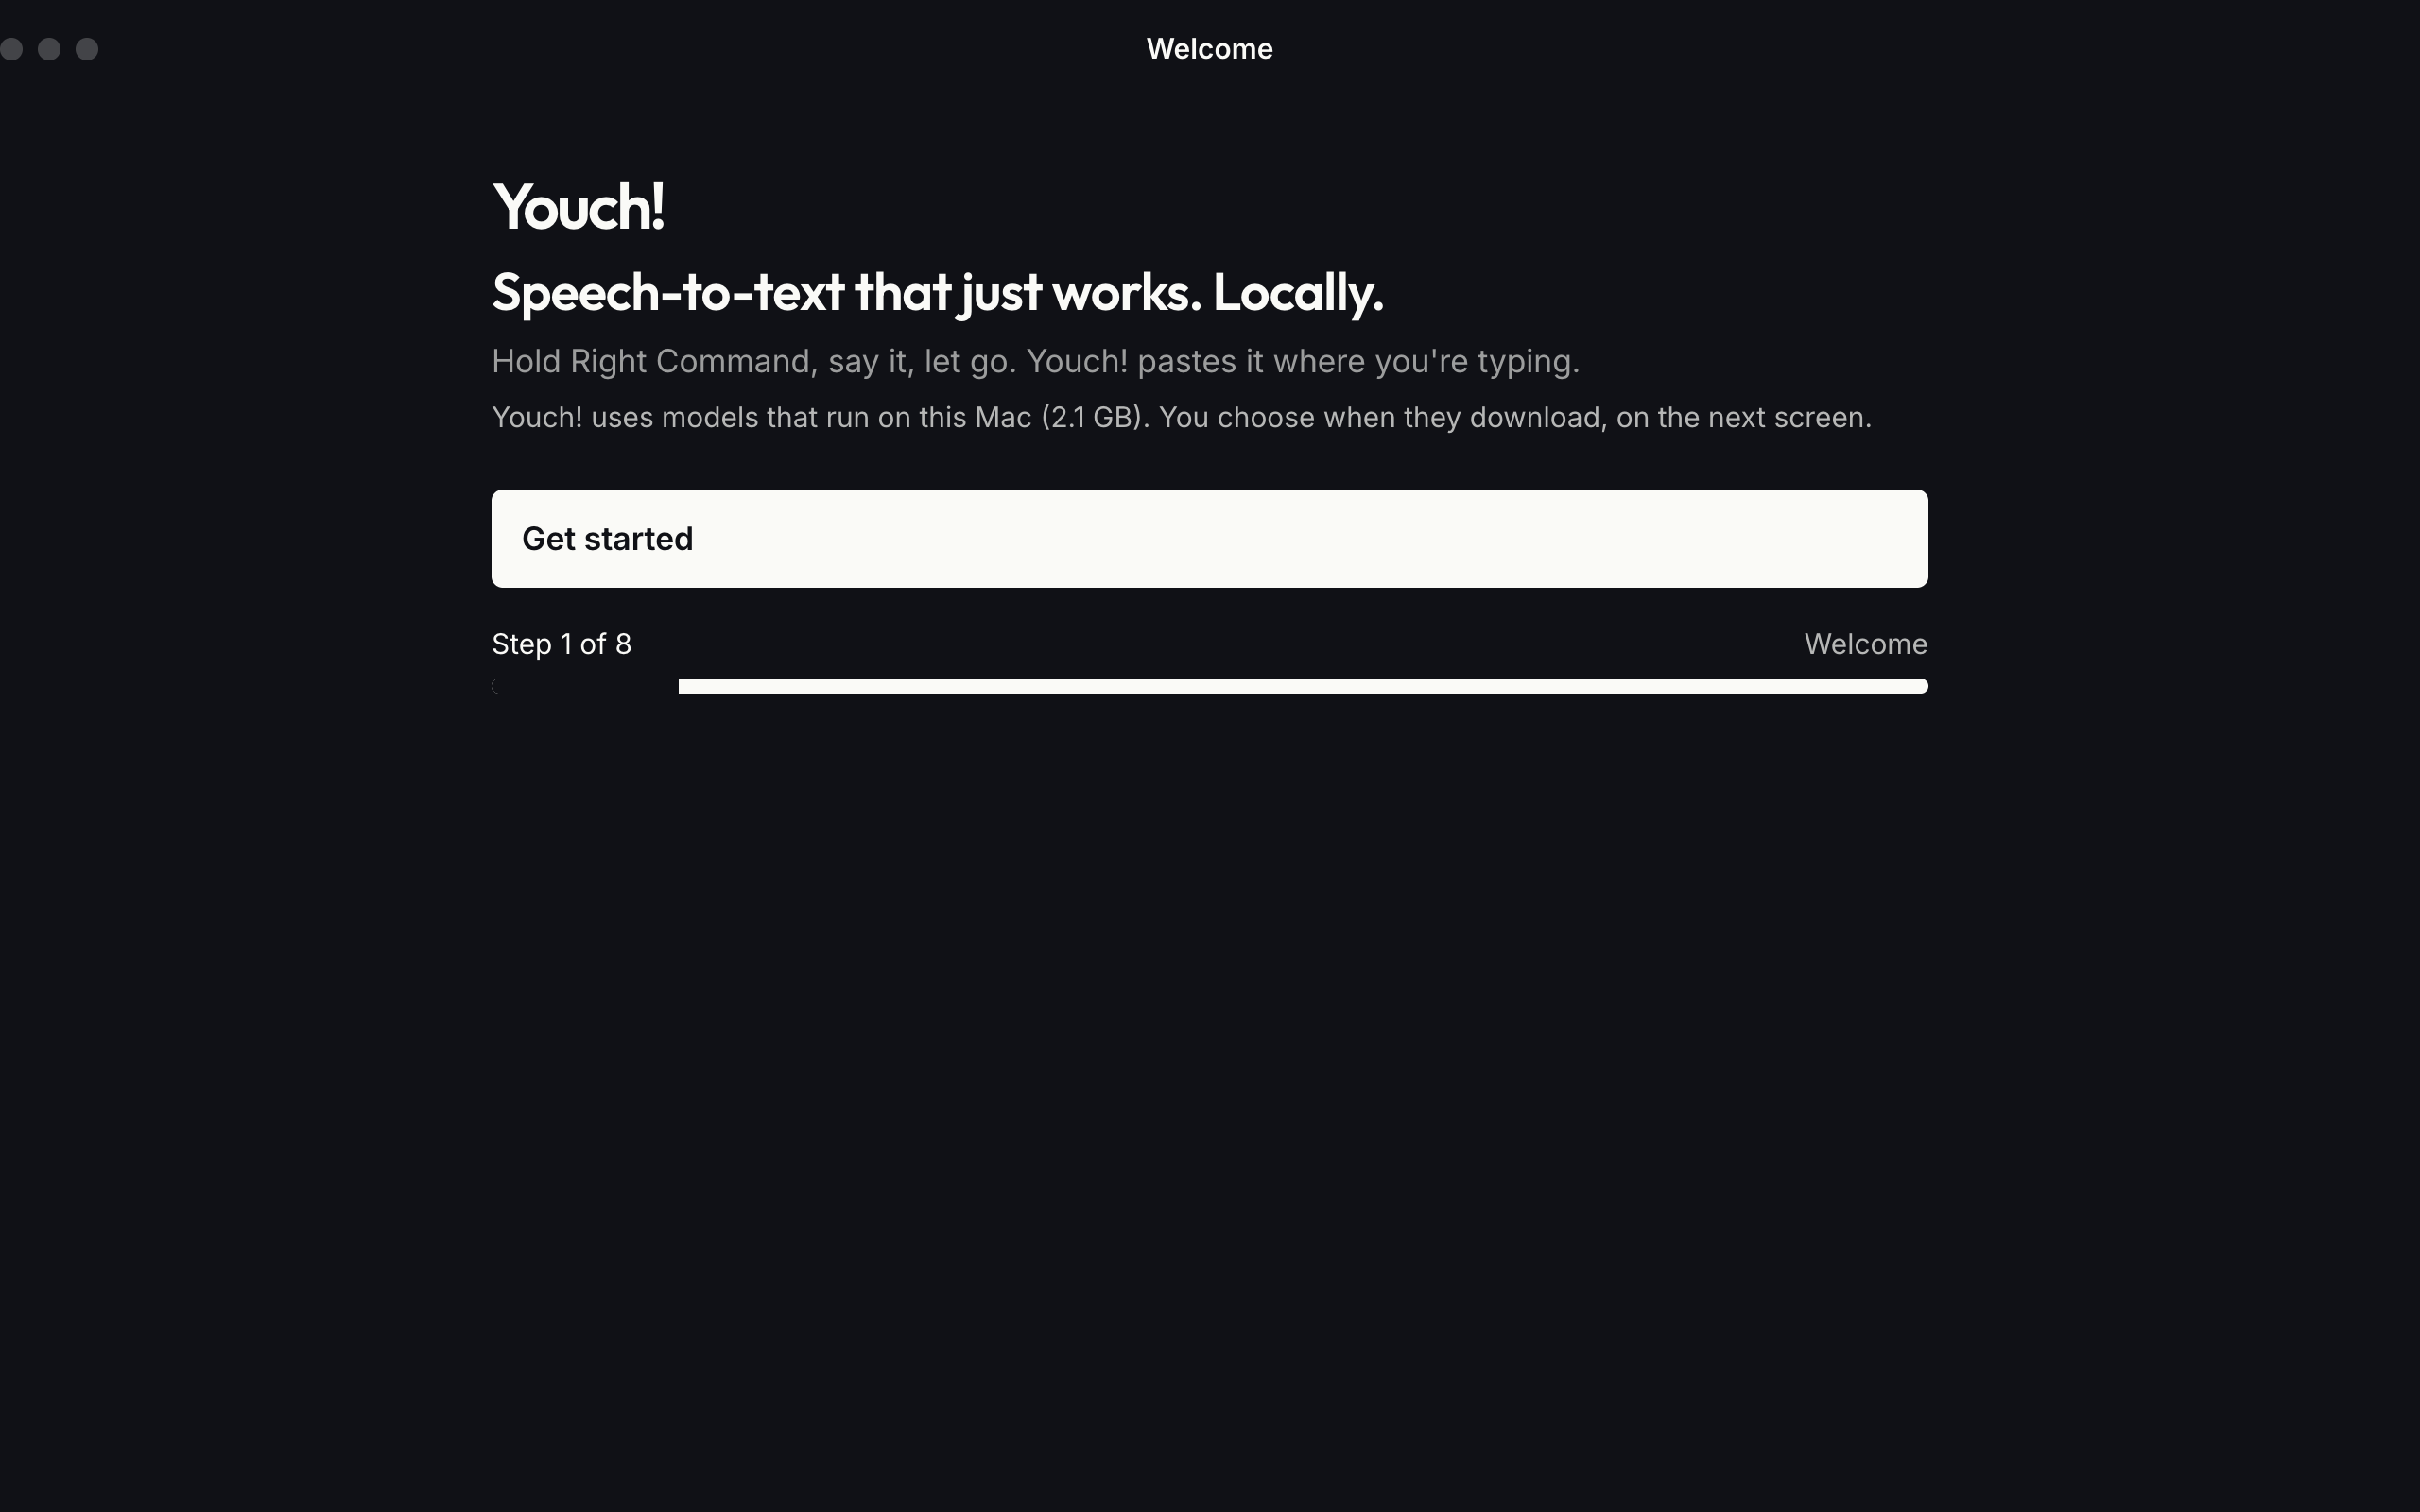 Welcome
Youch!
Speech-to-text that just works. Locally.
Hold Right Command, say it, let go. Youch! pastes it where you're typing.
Youch! uses models that run on this Mac (2.1 GB). You choose when they download, on the next screen.
Get started
Step 1 of 8
Welcome